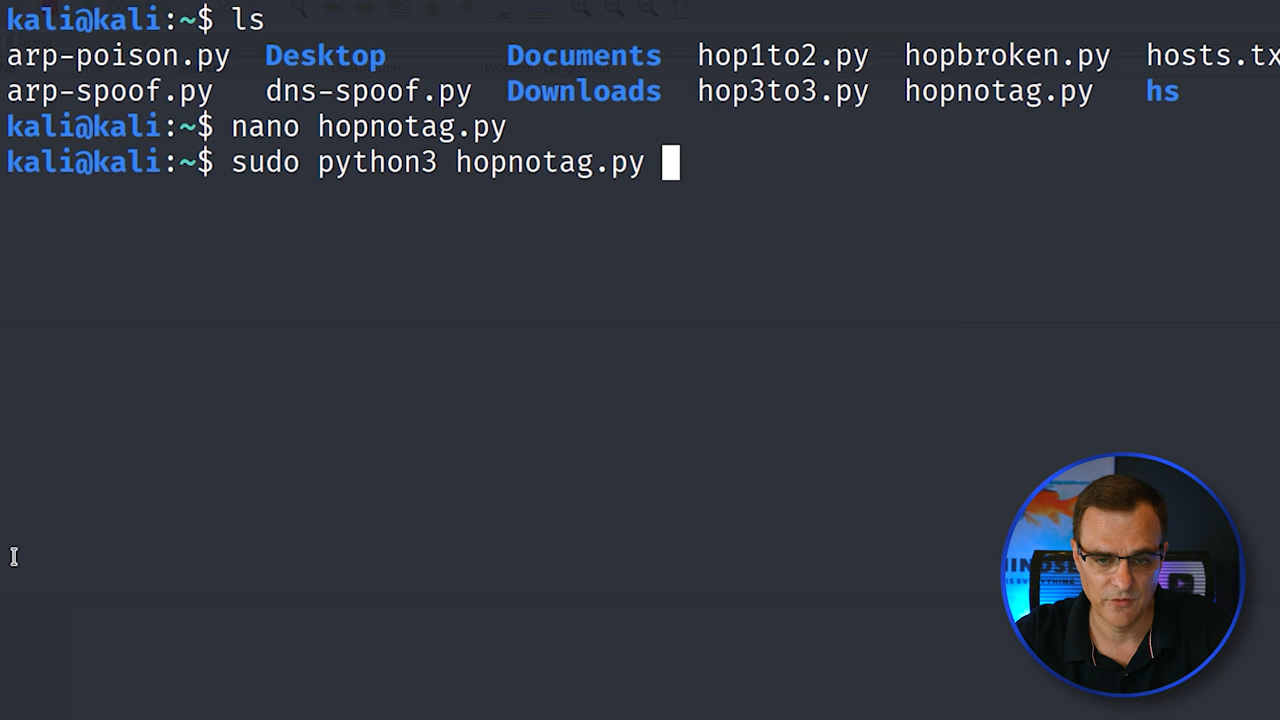 kali@kali:~$ ls
arp-poison.py Desktop Documents hop1to2.py hopbroken.py hosts.tx
arp-spoof.py dns-spoof.py Downloads hop3to3.py hopnotag.py hs
kali@kali:~$ nano hopnotag.py
kali@kali:~$ sudo python3 hopnotag.py